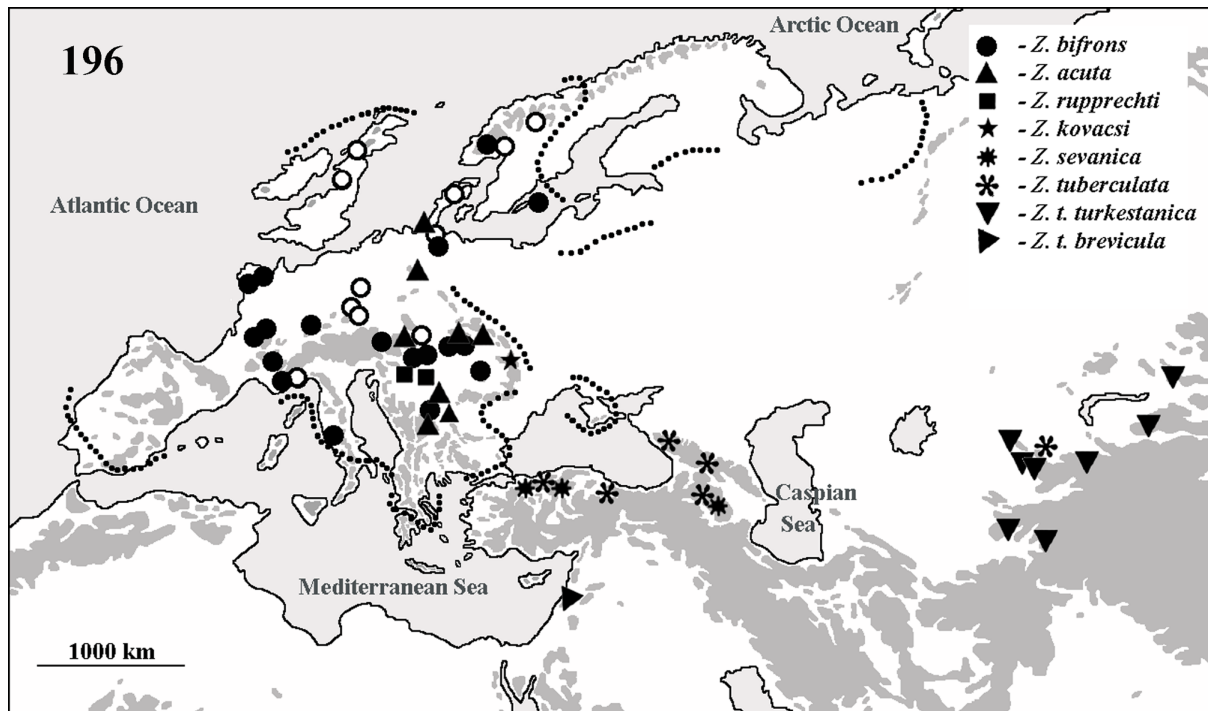 Arctic Ocean
196
- Z. bifrons
- Z. acuta
- Z. rupprechti
- Z. kovacsi
- Z. sevanica
- Z. tuberculata
- Z. t. turkestanica
- Z. t. brevicula
Atlantic Ocean
Caspian
Sea
Mediterranean Sea
1000 km